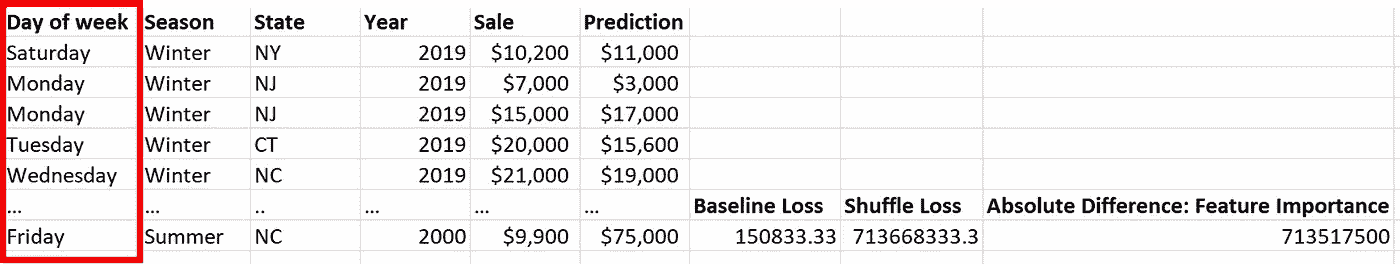 Day of week Season State Year Sale Prediction
Saturday Winter NY 2019 $10,200 $11,000
Monday Winter NJ 2019 $7,000 $3,000
Monday Winter NJ 2019 $15,000 $17,000
Tuesday Winter CT 2019 $20,000 $15,600
Wednesday Winter NC 2019 $21,000 $19,000
... ... .. ... ... ... Baseline Loss Shuffle Loss Absolute Difference: Feature Importance
Friday Summer NC 2000 $9,900 $75,000 150833.33 713668333.3 713517500